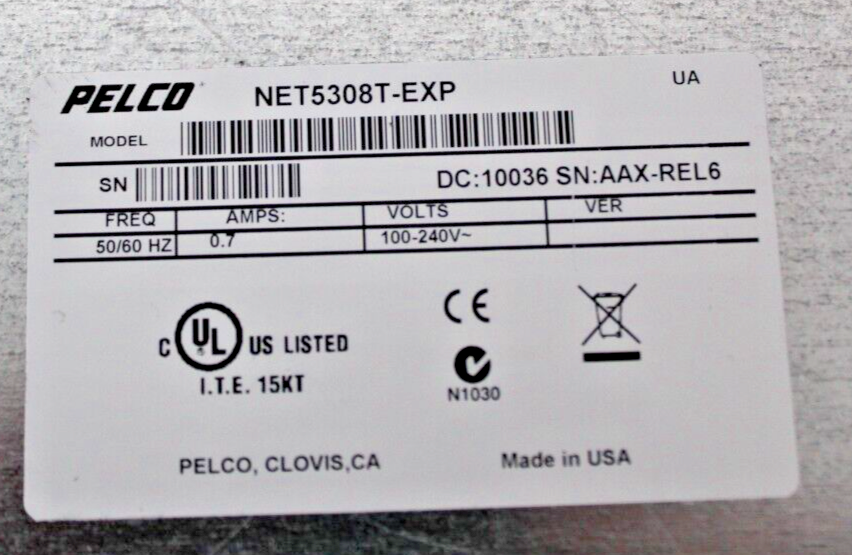 PELCO NET5308T-EXP UA
MODEL
SN DC:10036 SN:AAX-REL6
FREQ AMPS: VOLTS VER
50/60 HZ 0.7 100-240V~
C UL® US LISTED
I.T.E. 15KT
CE
N1030
PELCO, CLOVIS,CA Made in USA